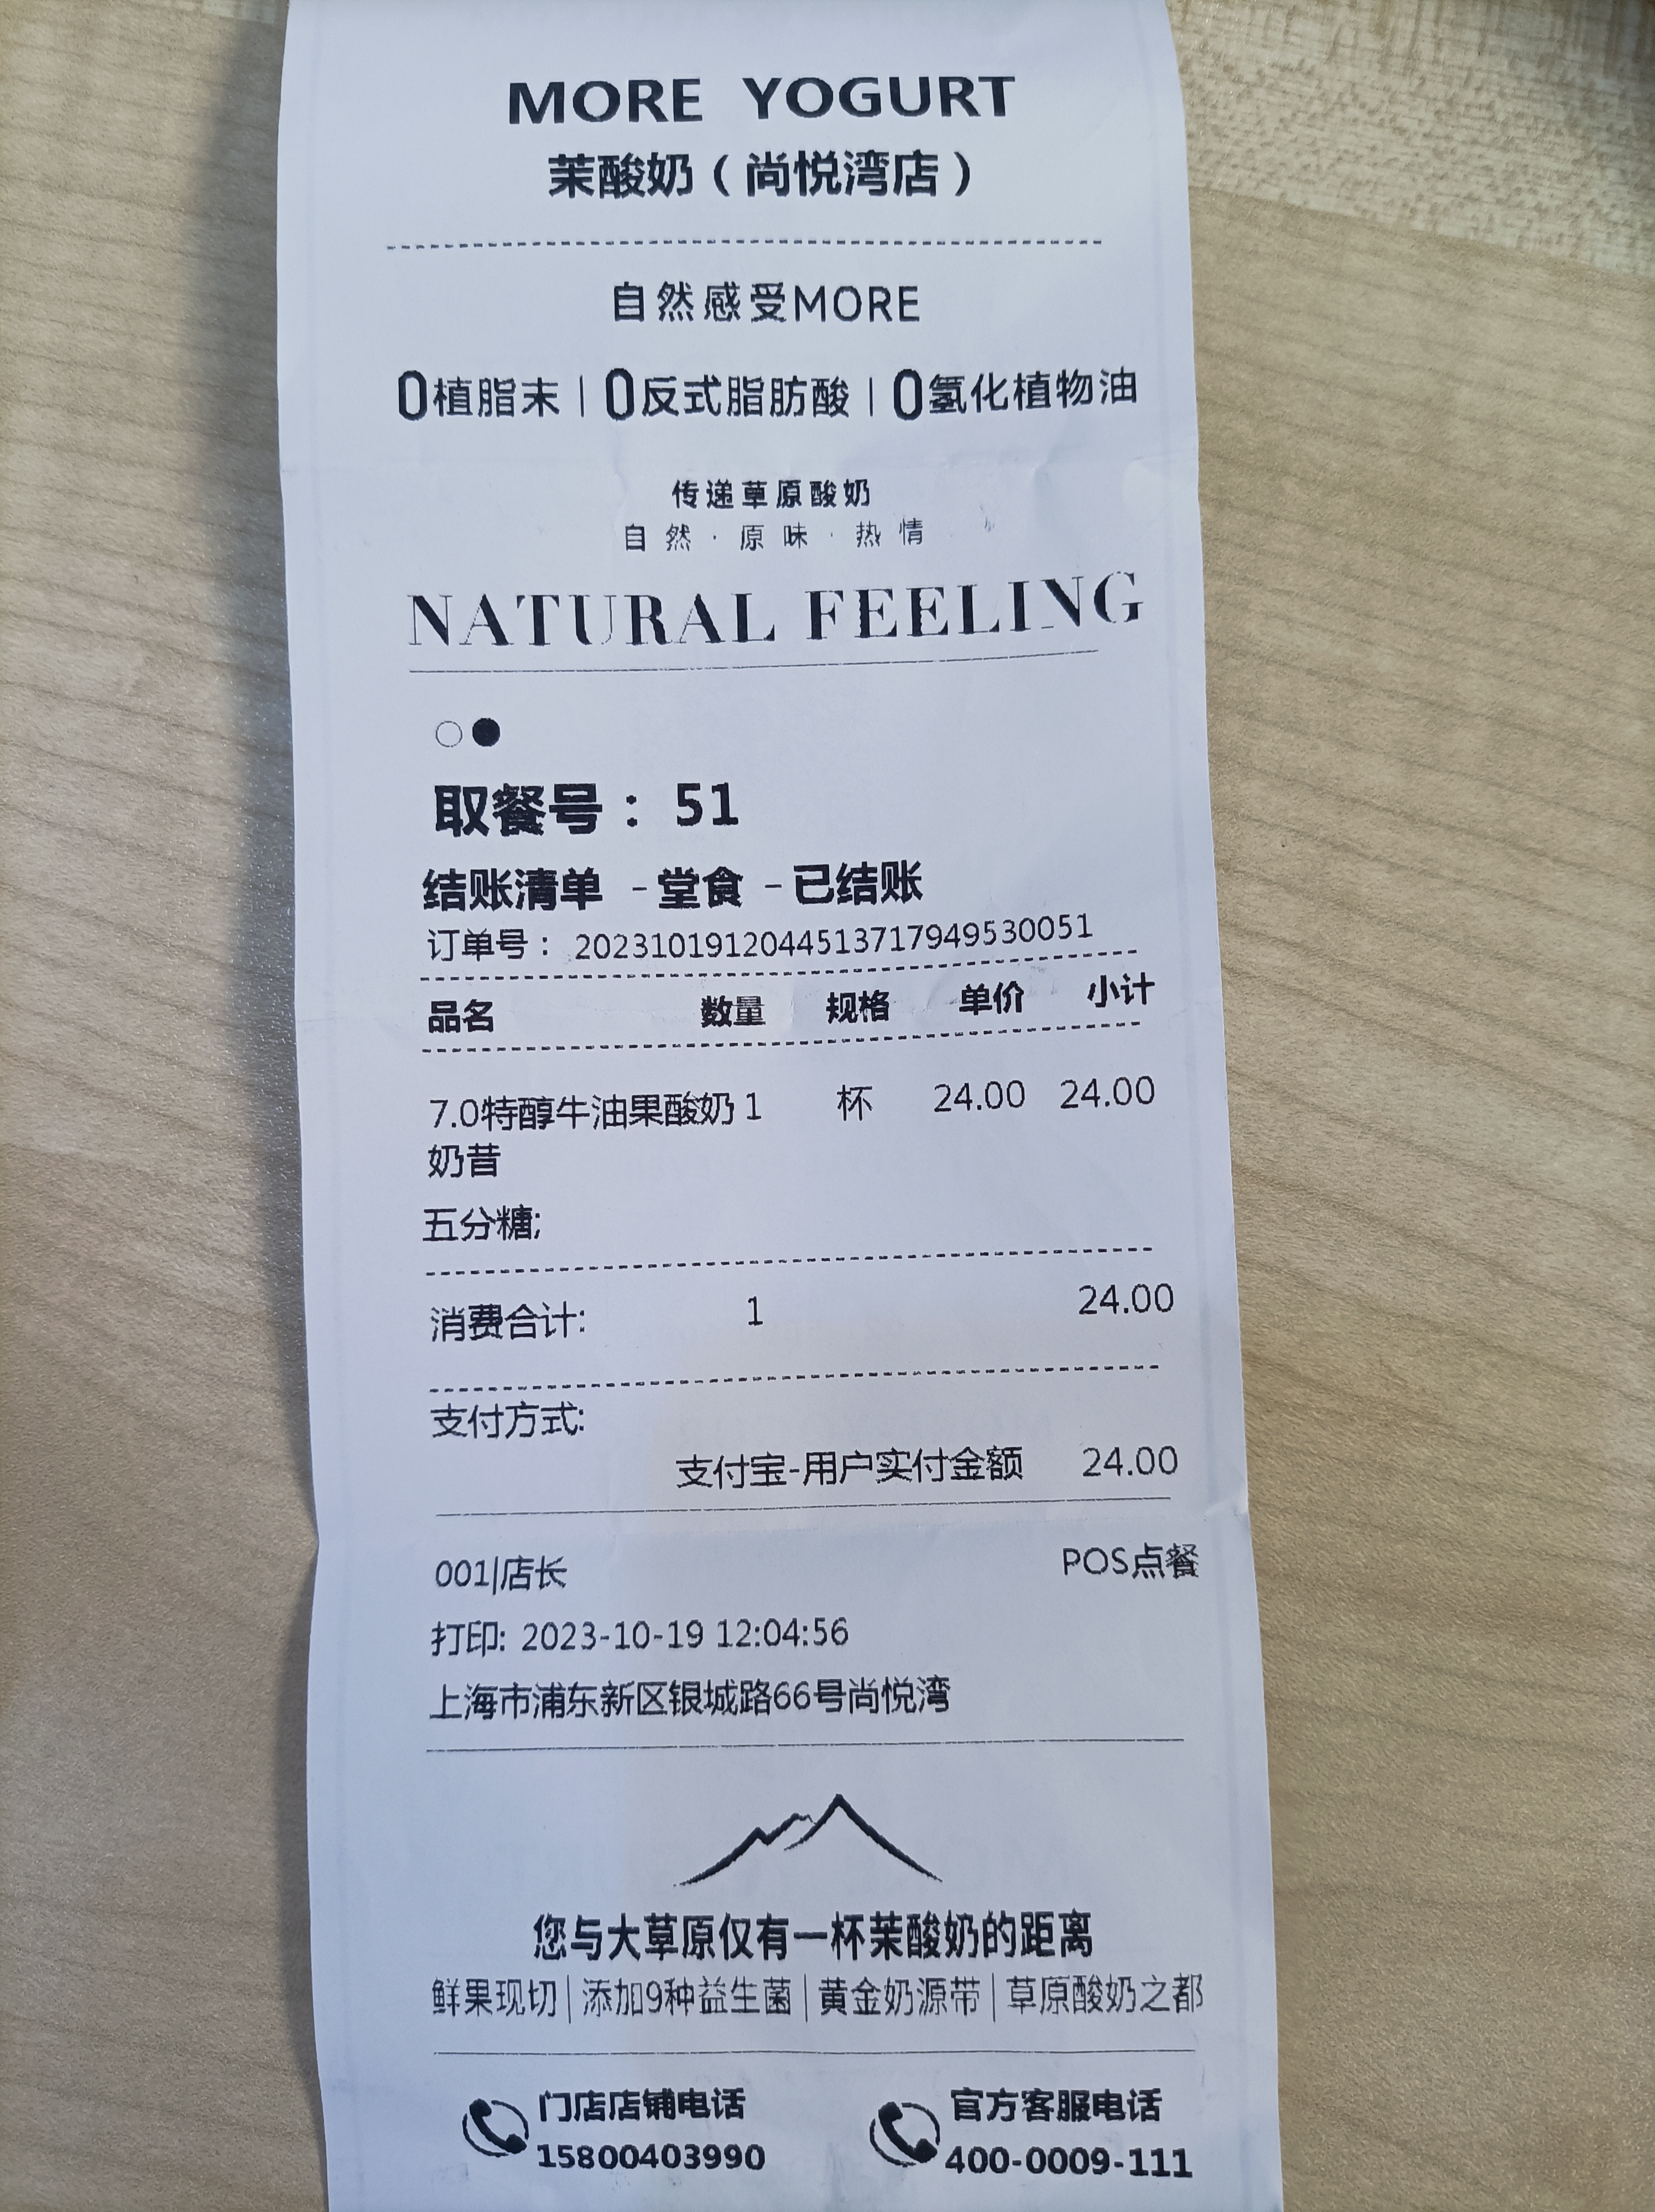 MORE YOGURT
茉酸奶（尚悦湾店）
自然感受MORE
0植脂末 | 0反式脂肪酸 | 0氢化植物油
传递草原酸奶
自然·原味·热情
NATURAL FEELING
取餐号：51
结账清单 -堂食 -已结账
订单号：2023101912044513717949530051
品名 数量 规格 单价 小计
7.0特醇牛油果酸奶 1 杯 24.00 24.00
奶昔
五分糖;
消费合计: 1 24.00
支付方式:
支付宝-用户实付金额 24.00
001|店长 POS点餐
打印: 2023-10-19 12:04:56
上海市浦东新区银城路66号尚悦湾
您与大草原仅有一杯茉酸奶的距离
鲜果现切|添加9种益生菌|黄金奶源带|草原酸奶之都
门店店铺电话 官方客服电话
15800403990 400-0009-111